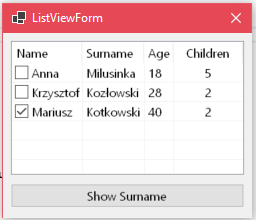 ListViewForm
Name Surname Age Children
Anna Milusinka 18 5
Krzysztof Kozłowski 28 2
Mariusz Kotkowski 40 2
Show Surname